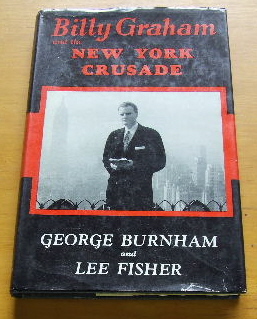 Billy Graham
and the
NEW YORK
CRUSADE
GEORGE BURNHAM
and
LEE FISHER